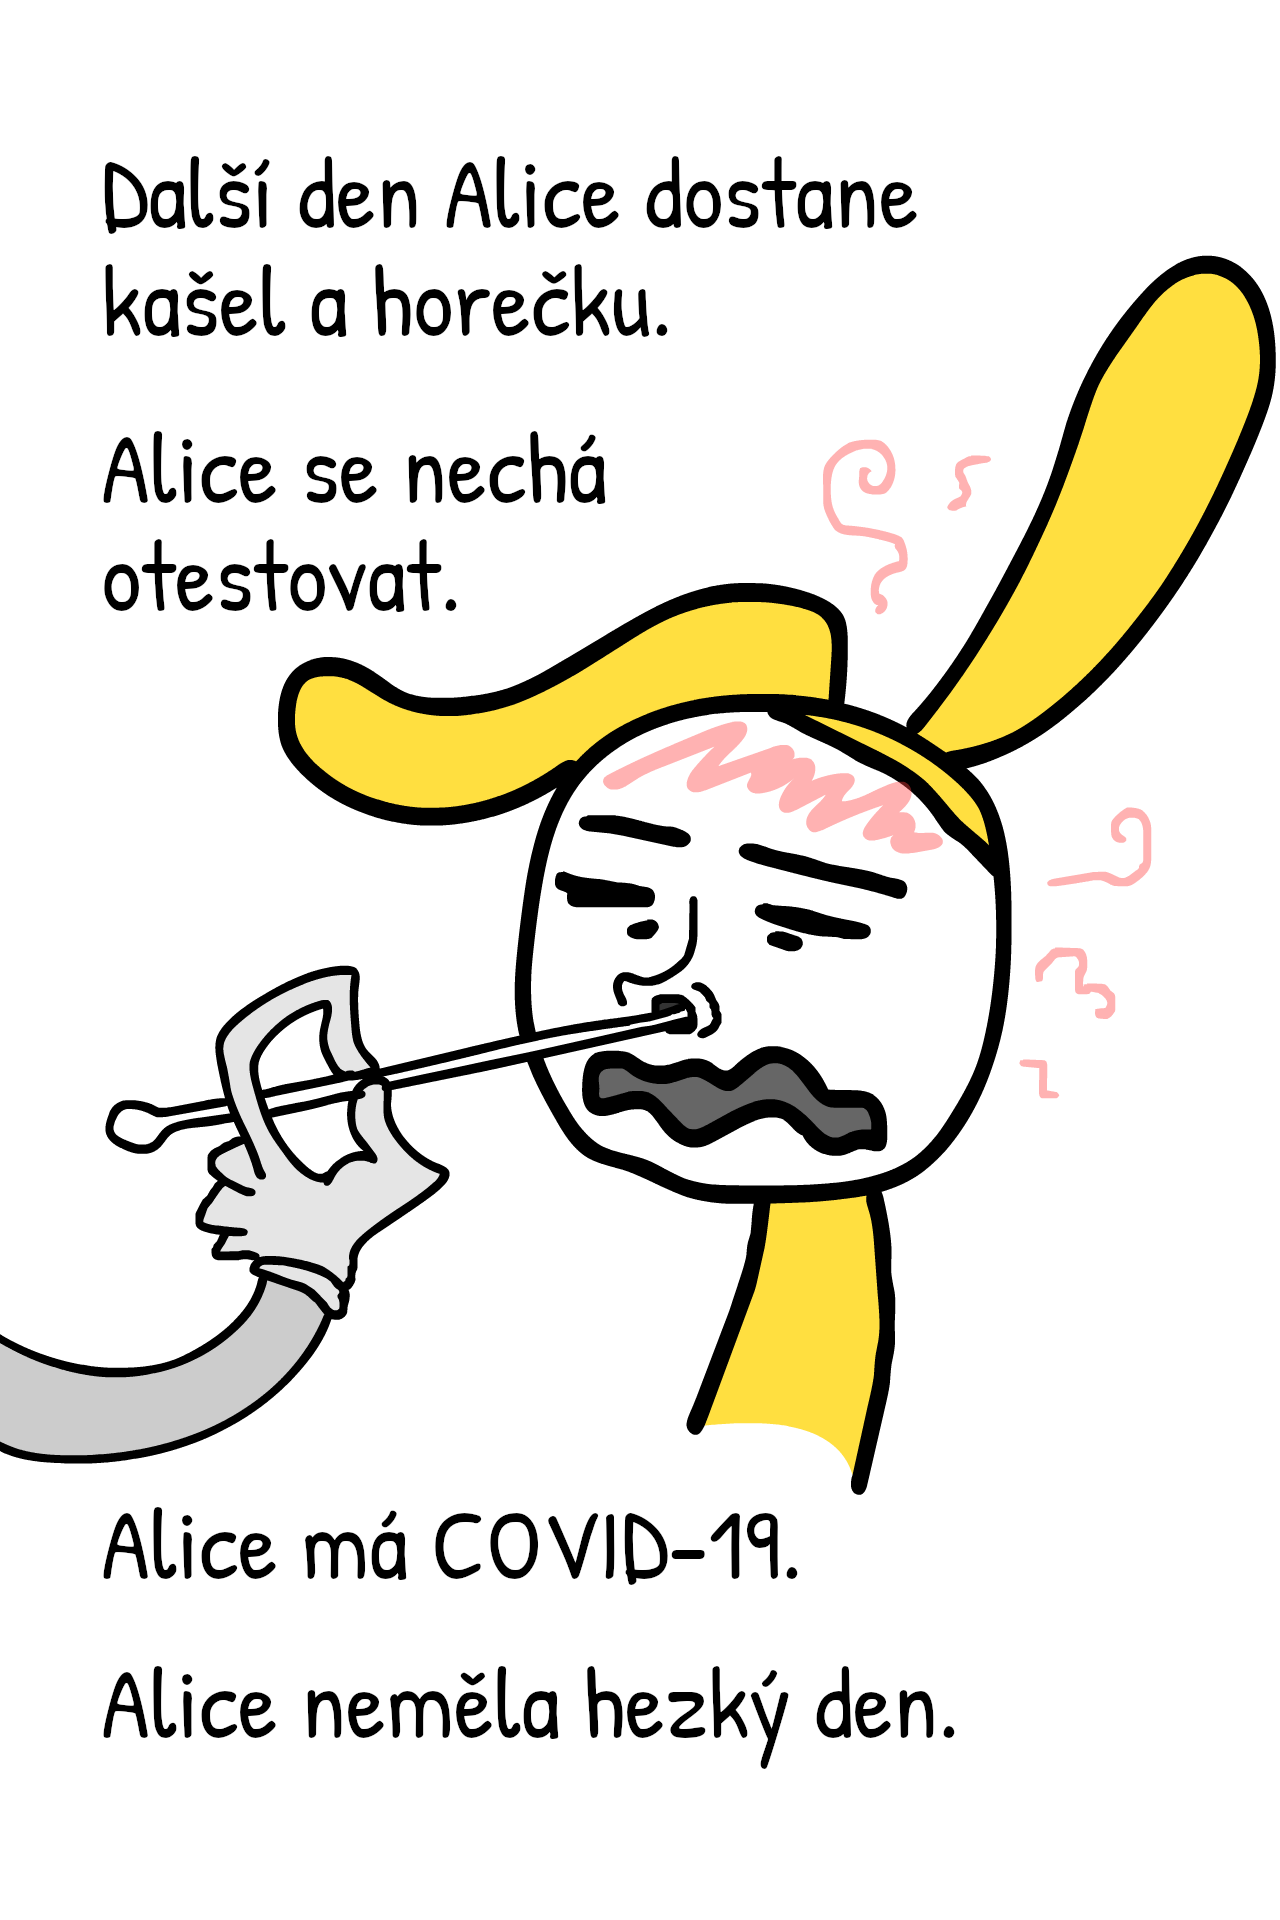 Další den Alice dostane
kašel a horečku.
Alice se nechá
otestovat.
Alice má COVID-19.
Alice neměla hezký den.